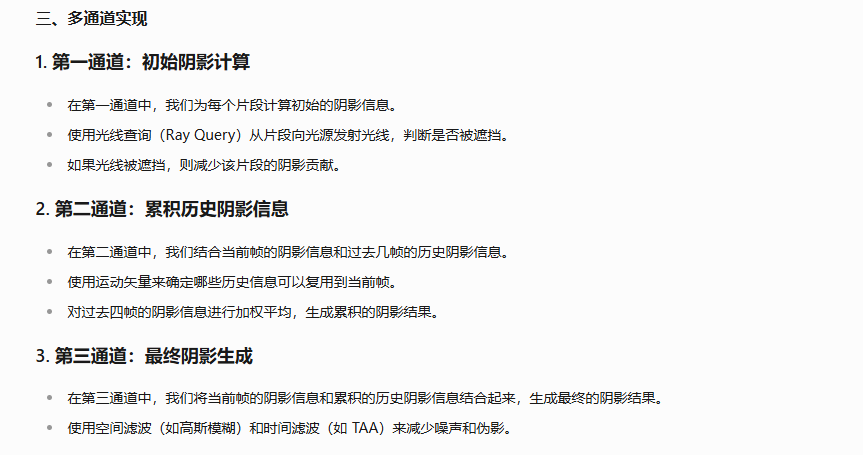 三、多通道实现
1. 第一通道：初始阴影计算
在第一通道中，我们为每个片段计算初始的阴影信息。
使用光线查询（Ray Query）从片段向光源发射光线，判断是否被遮挡。
如果光线被遮挡，则减少该片段的阴影贡献。
2. 第二通道：累积历史阴影信息
在第二通道中，我们结合当前帧的阴影信息和过去几帧的历史阴影信息。
使用运动矢量来确定哪些历史信息可以复用到当前帧。
对过去四帧的阴影信息进行加权平均，生成累积的阴影结果。
3. 第三通道：最终阴影生成
在第三通道中，我们将当前帧的阴影信息和累积的历史阴影信息结合起来，生成最终的阴影结果。
使用空间滤波（如高斯模糊）和时间滤波（如 TAA）来减少噪声和伪影。